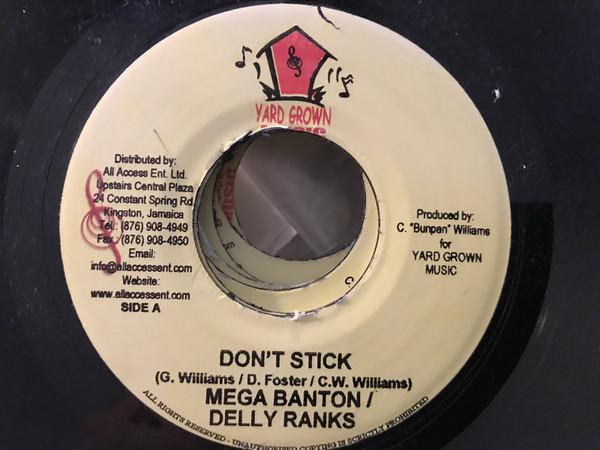 YARD GROWN
MUSIC
Distributed by:
All Access Ent. Ltd.
Upstairs Central Plaza
24 Constant Spring Rd
Kingston, Jamaica
Tel.: (876) 908-4949
Fax.: (876) 908-4950
Email:
info@allaccessent.com
Website:
www.allaccessent.com
SIDE A
Produced by:
C. "Bunpan" Williams
for
YARD GROWN
MUSIC
DON'T STICK
(G. Williams / D. Foster / C.W. Williams)
MEGA BANTON /
DELLY RANKS
ALL RIGHTS RESERVED - UNAUTHORISED COPYING IS STRICTLY PROHIBITED